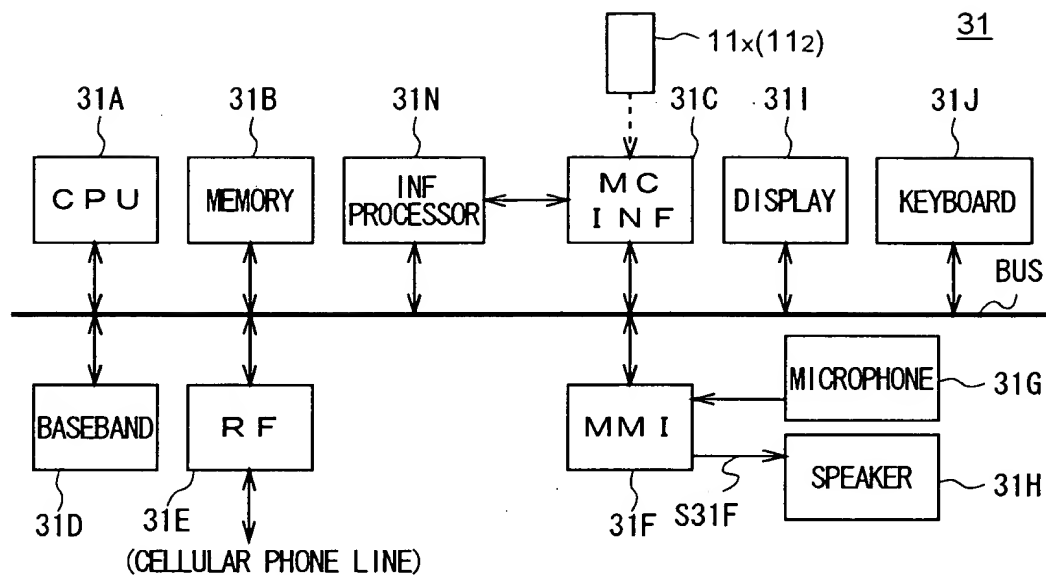 11x(11₂)
31
31A
31B
31N
31C
31I
31J
CPU
MEMORY
INF
PROCESSOR
MC
INF
DISPLAY
KEYBOARD
BUS
BASEBAND
RF
MMI
MICROPHONE
31G
SPEAKER
31H
31D
31E
31F
S31F
(CELLULAR PHONE LINE)